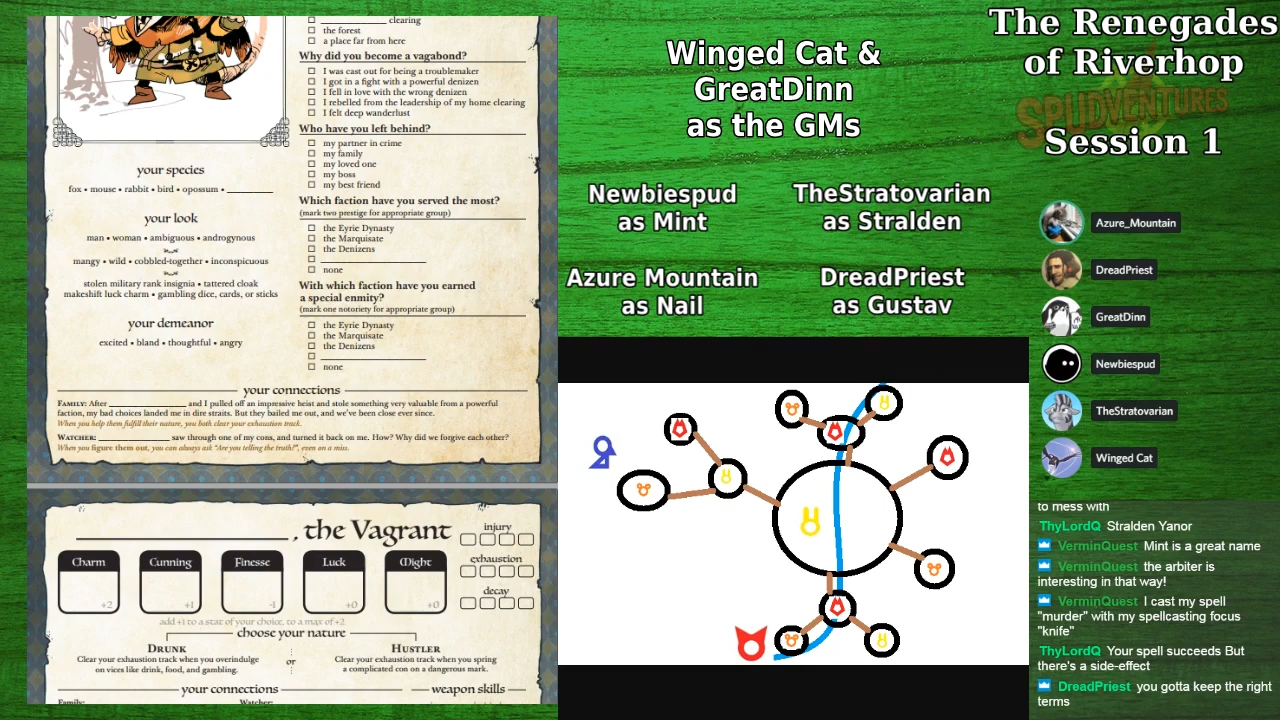 _______________ clearing
☐ the forest
☐ a place far from here
Why did you become a vagabond?
☐ I was cast out for being a troublemaker
☐ I got in a fight with a powerful denizen
☐ I fell in love with the wrong denizen
☐ I rebelled from the leadership of my home clearing
☐ I felt deep wanderlust
Who have you left behind?
☐ my partner in crime
☐ my family
☐ my loved one
☐ my boss
☐ my best friend
Which faction have you served the most?
(mark two prestige for appropriate group)
☐ the Eyrie Dynasty
☐ the Marquisate
☐ the Denizens
☐ ____________________
☐ none
With which faction have you earned
a special enmity?
(mark one notoriety for appropriate group)
☐ the Eyrie Dynasty
☐ the Marquisate
☐ the Denizens
☐ ____________________
☐ none
your species
fox • mouse • rabbit • bird • opossum • _________
your look
man • woman • ambiguous • androgynous
mangy • wild • cobbled-together • inconspicuous
stolen military rank insignia • tattered cloak
makeshift luck charm • gambling dice, cards, or sticks
your demeanor
excited • bland • thoughtful • angry
your connections
Family: After _______________ and I pulled off an impressive heist and stole something very valuable from a powerful
faction, my bad choices landed me in dire straits. But they bailed me out, and we've been close ever since.
When you help them fulfill their nature, you both clear your exhaustion track.
Watcher: _______________ saw through one of my cons, and turned it back on me. How? Why did we forgive each other?
When you figure them out, you can always ask “Are you telling the truth?”, even on a miss.
____________________, the Vagrant
injury
exhaustion
decay
Charm Cunning Finesse Luck Might
+2 +1 -1 +0 +0
add +1 to a stat of your choice, to a max of +2
choose your nature
Drunk
Clear your exhaustion track when you overindulge
on vices like drink, food, and gambling.
or
Hustler
Clear your exhaustion track when you spring
a complicated con on a dangerous mark.
your connections
weapon skills
Family: Watcher:
Winged Cat &
GreatDinn
as the GMs
Newbiespud
as Mint
TheStratovarian
as Stralden
Azure Mountain
as Nail
DreadPriest
as Gustav
The Renegades
of Riverhop
SPUDVENTURES
Session 1
Azure_Mountain
DreadPriest
GreatDinn
Newbiespud
TheStratovarian
Winged Cat
to mess with
ThyLordQ Stralden Yanor
VerminQuest Mint is a great name
VerminQuest the arbiter is
interesting in that way!
VerminQuest I cast my spell
"murder" with my spellcasting focus
"knife"
ThyLordQ Your spell succeeds But
there's a side-effect
DreadPriest you gotta keep the right
terms